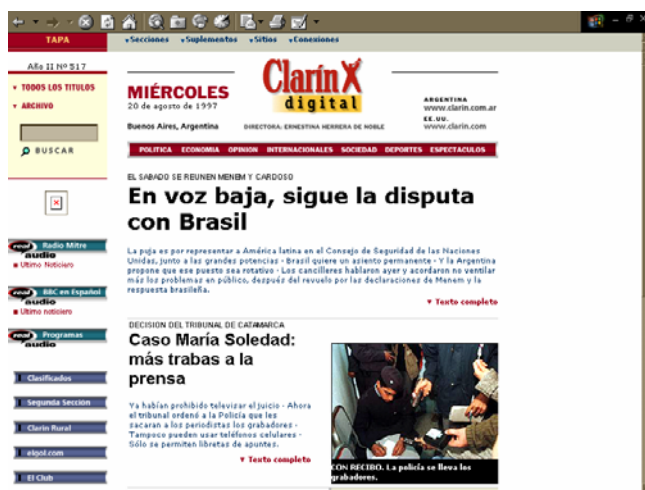 TAPA
Secciones Suplementos Sitios Conexiones
Año II Nº 517
TODOS LOS TITULOS
ARCHIVO
BUSCAR
MIÉRCOLES
20 de agosto de 1997
Buenos Aires, Argentina
Clarín X
digital
DIRECTORA: ERNESTINA HERRERA DE NOBLE
ARGENTINA
www.clarin.com.ar
EE.UU.
www.clarin.com
POLITICA ECONOMIA OPINION INTERNACIONALES SOCIEDAD DEPORTES ESPECTACULOS
EL SABADO SE REUNEN MENEM Y CARDOSO
En voz baja, sigue la disputa
con Brasil
La puja es por representar a América latina en el Consejo de Seguridad de las Naciones
Unidas, junto a las grandes potencias - Brasil quiere un asiento permanente - Y la Argentina
propone que ese puesto sea rotativo - Los cancilleres hablaron ayer y acordaron no ventilar
más los problemas en público, después del revuelo por las declaraciones de Menem y la
respuesta brasileña.
Texto completo
real audio Radio Mitre
Ultimo Noticiero
real audio BBC en Español
Ultimo noticiero
real audio Programas
Clasificados
Segunda Sección
Clarín Rural
elgol.com
El Club
DECISION DEL TRIBUNAL DE CATAMARCA
Caso María Soledad:
más trabas a la
prensa
Ya habían prohibido televizar el juicio - Ahora
el tribunal ordenó a la Policía que les
sacaran a los periodistas los grabadores -
Tampoco pueden usar teléfonos celulares -
Sólo se permiten libretas de apuntes.
Texto completo
CON RECIBO. La policía se lleva los
grabadores.